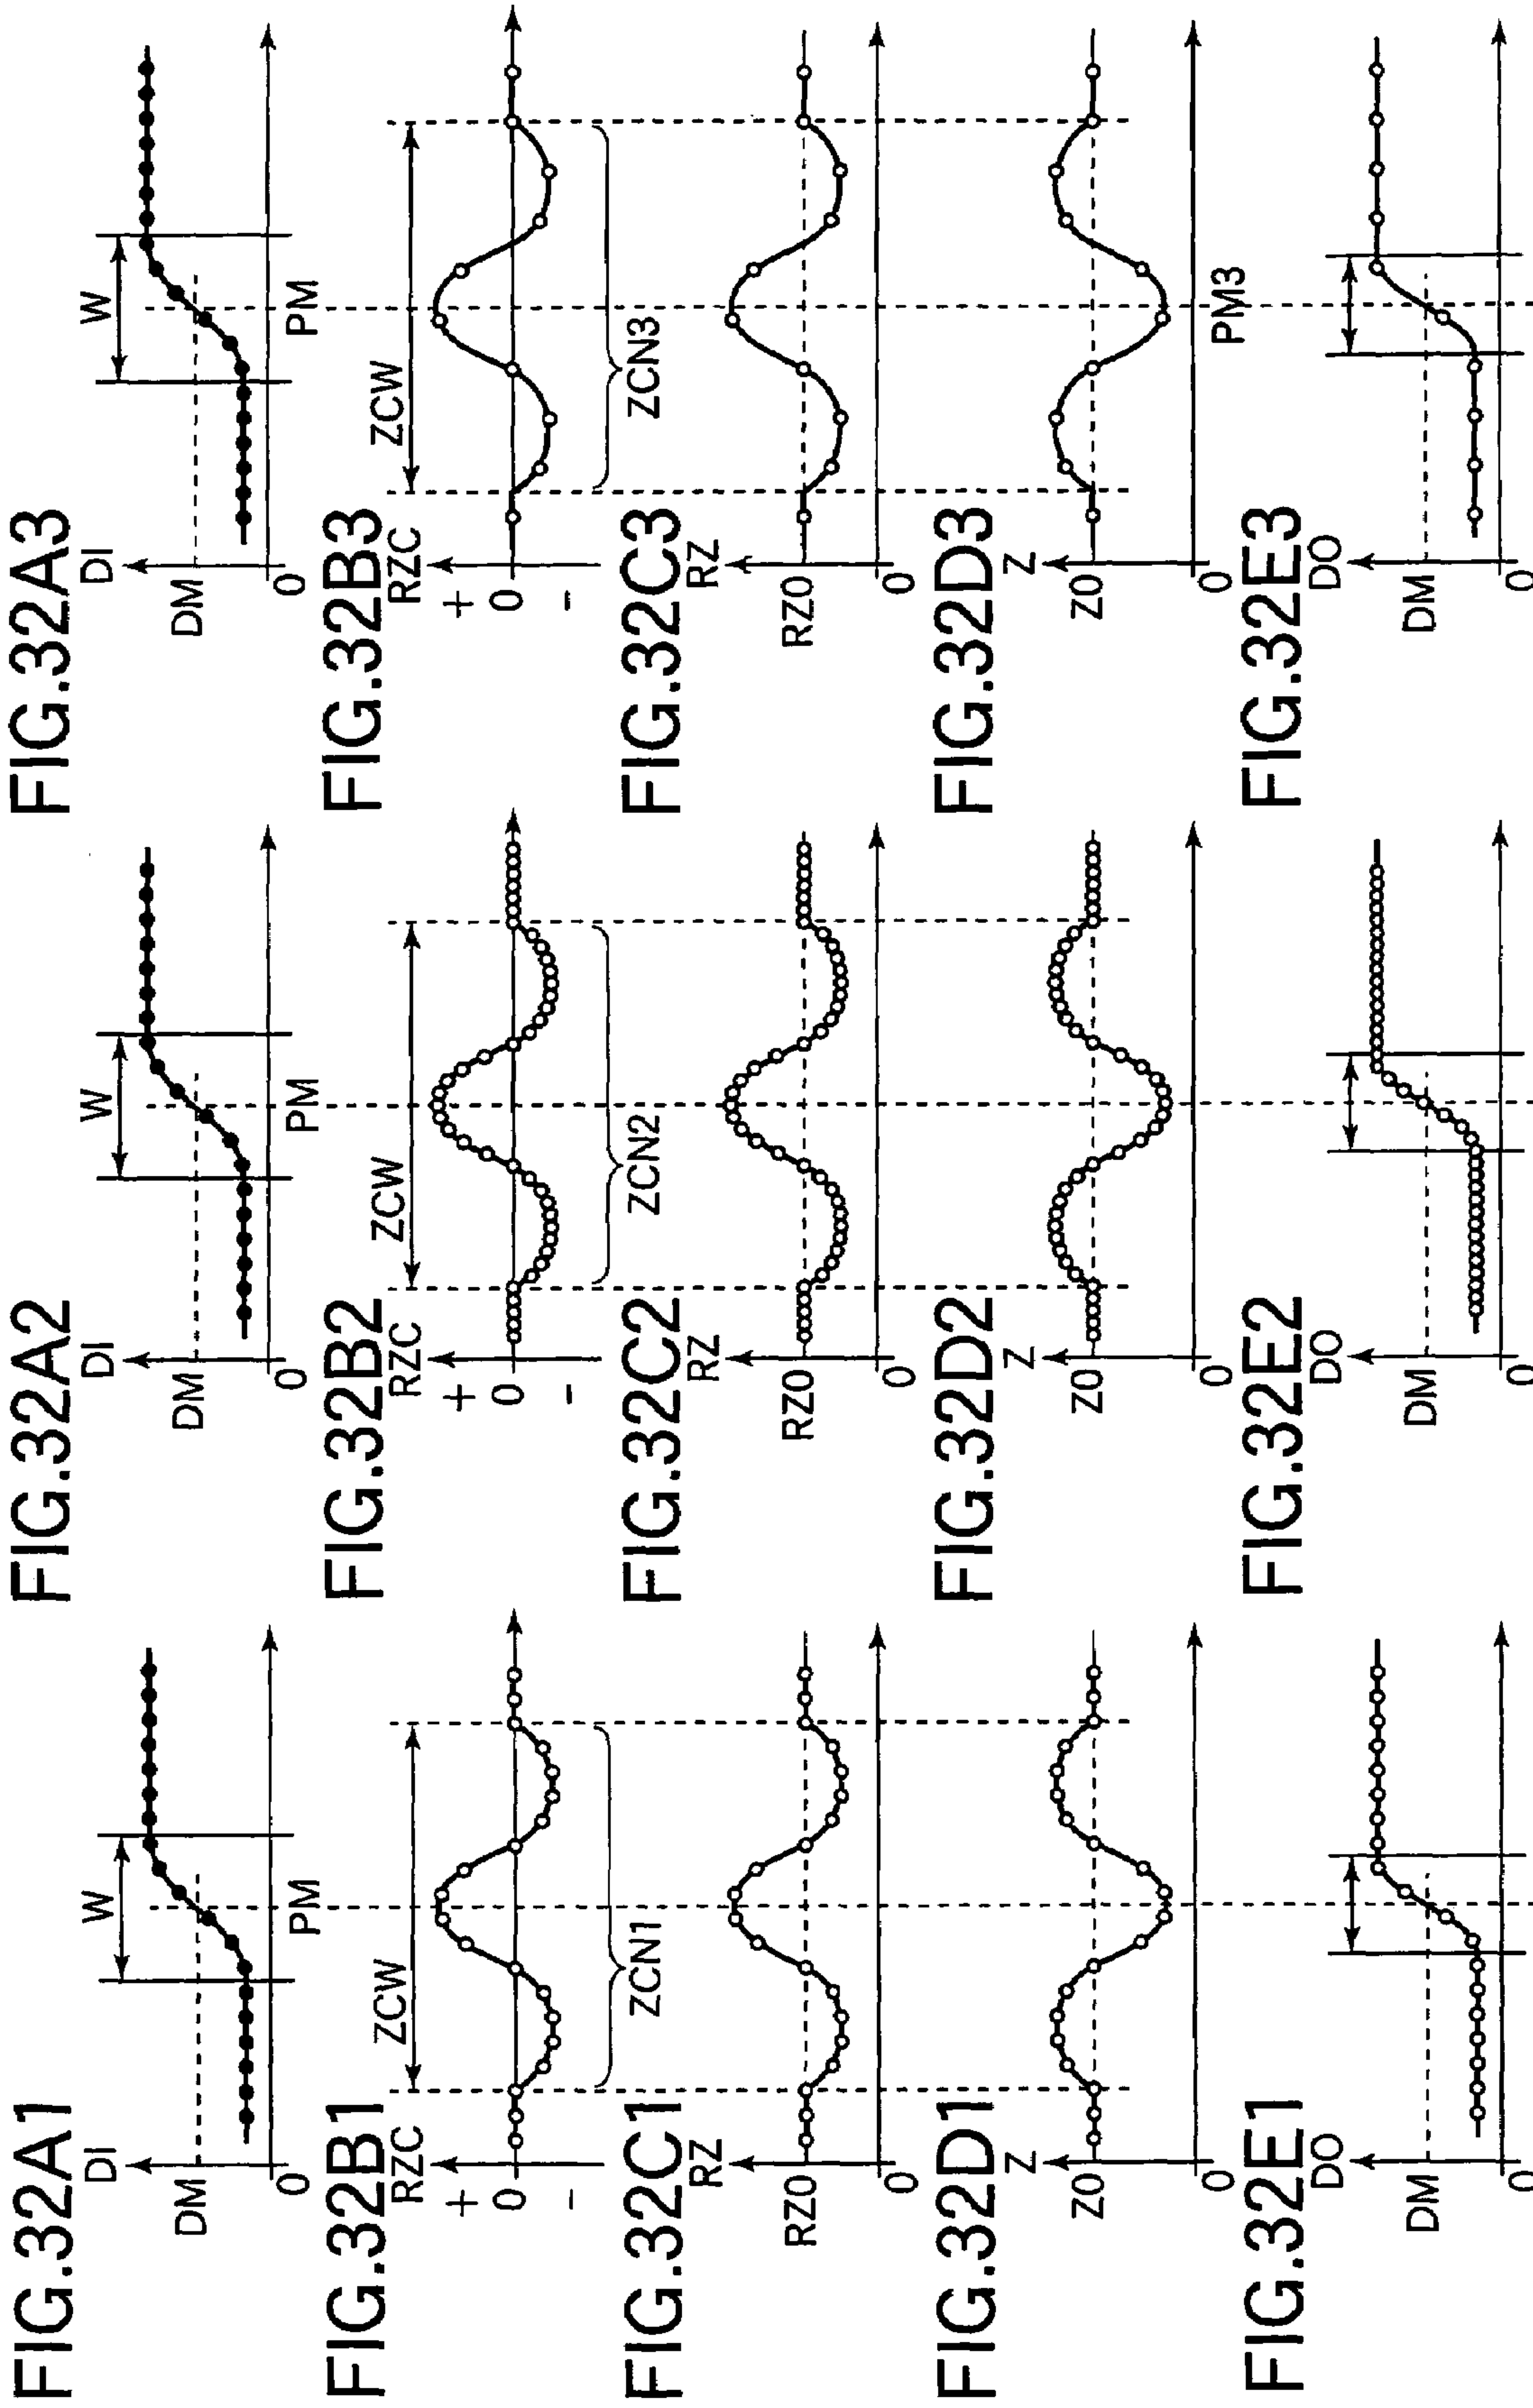 FIG.32A1
DI
DM
0
W
PM
FIG.32B1
RZC
+
0
-
ZCW
ZCN1
FIG.32C1
RZ
RZ0
0
FIG.32D1
Z
Z0
0
FIG.32E1
DO
DM
0
FIG.32A2
DI
DM
0
W
PM
FIG.32B2
RZC
+
0
-
ZCW
ZCN2
FIG.32C2
RZ
RZ0
0
FIG.32D2
Z
Z0
0
FIG.32E2
DO
DM
0
FIG.32A3
DI
DM
0
W
PM
FIG.32B3
RZC
+
0
-
ZCW
ZCN3
FIG.32C3
RZ
RZ0
0
FIG.32D3
Z
Z0
0
PM3
FIG.32E3
DO
DM
0